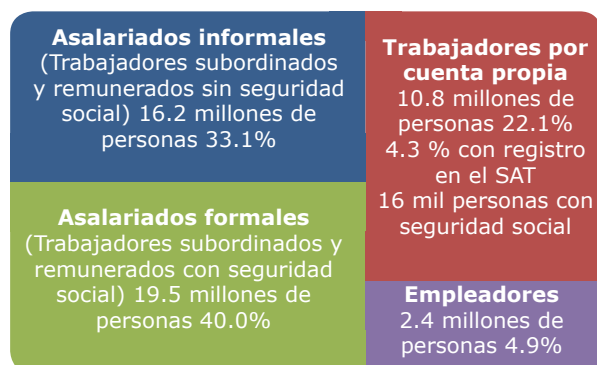 Asalariados informales
(Trabajadores subordinados
y remunerados sin seguridad
social) 16.2 millones de
personas 33.1%
Trabajadores por
cuenta propia
10.8 millones de
personas 22.1%
4.3 % con registro
en el SAT
16 mil personas con
seguridad social
Asalariados formales
(Trabajadores subordinados y
remunerados con seguridad
social) 19.5 millones de
personas 40.0%
Empleadores
2.4 millones de
personas 4.9%